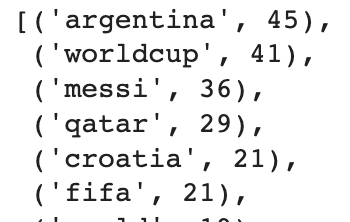 [('argentina', 45),
('worldcup', 41),
('messi', 36),
('qatar', 29),
('croatia', 21),
('fifa', 21),